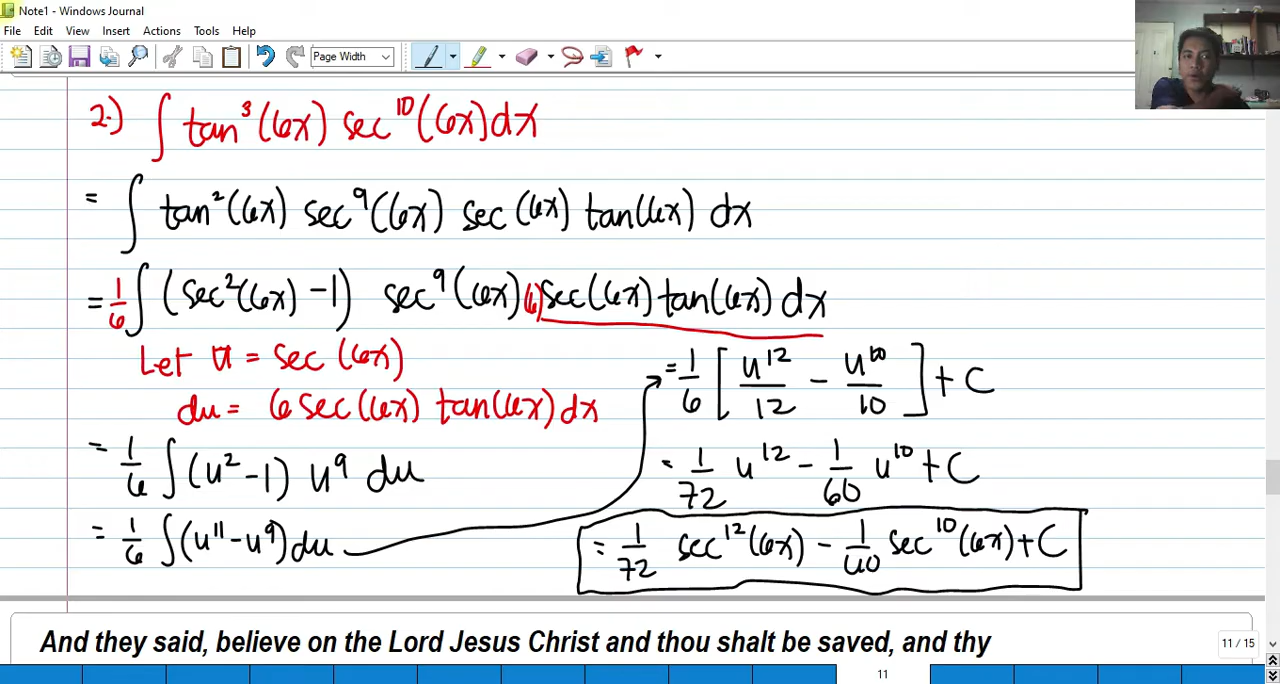 Note1 - Windows Journal
File Edit View Insert Actions Tools Help
Page Width
2.) ∫ tan³(6x) sec¹⁰(6x)dx
= ∫ tan²(6x) sec⁹(6x) sec(6x) tan(6x) dx
= 1/6 ∫ (sec²(6x) - 1) sec⁹(6x) (6) sec(6x) tan(6x) dx
Let u = sec (6x)
du = 6 sec(6x) tan(6x) dx
= 1/6 ∫ (u² - 1) u⁹ du
= 1/6 ∫ (u¹¹ - u⁹) du
= 1/6 [ u¹²/12 - u¹⁰/10 ] + C
= 1/72 u¹² - 1/60 u¹⁰ + C
= 1/72 sec¹²(6x) - 1/60 sec¹⁰(6x) + C
And they said, believe on the Lord Jesus Christ and thou shalt be saved, and thy
11 / 15
11